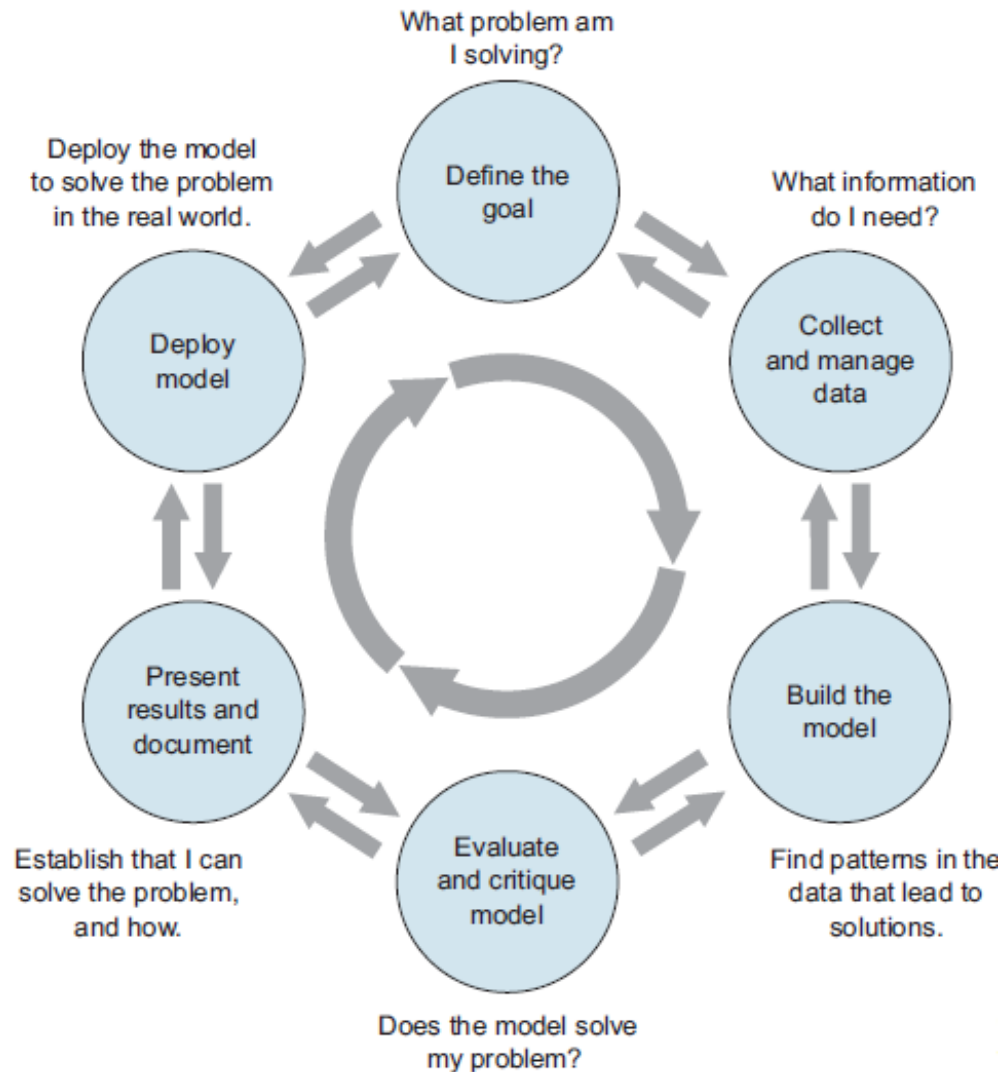 What problem am
I solving?
Define the
goal
What information
do I need?
Collect
and manage
data
Build the
model
Find patterns in the
data that lead to
solutions.
Evaluate
and critique
model
Does the model solve
my problem?
Present
results and
document
Establish that I can
solve the problem,
and how.
Deploy the model
to solve the problem
in the real world.
Deploy
model